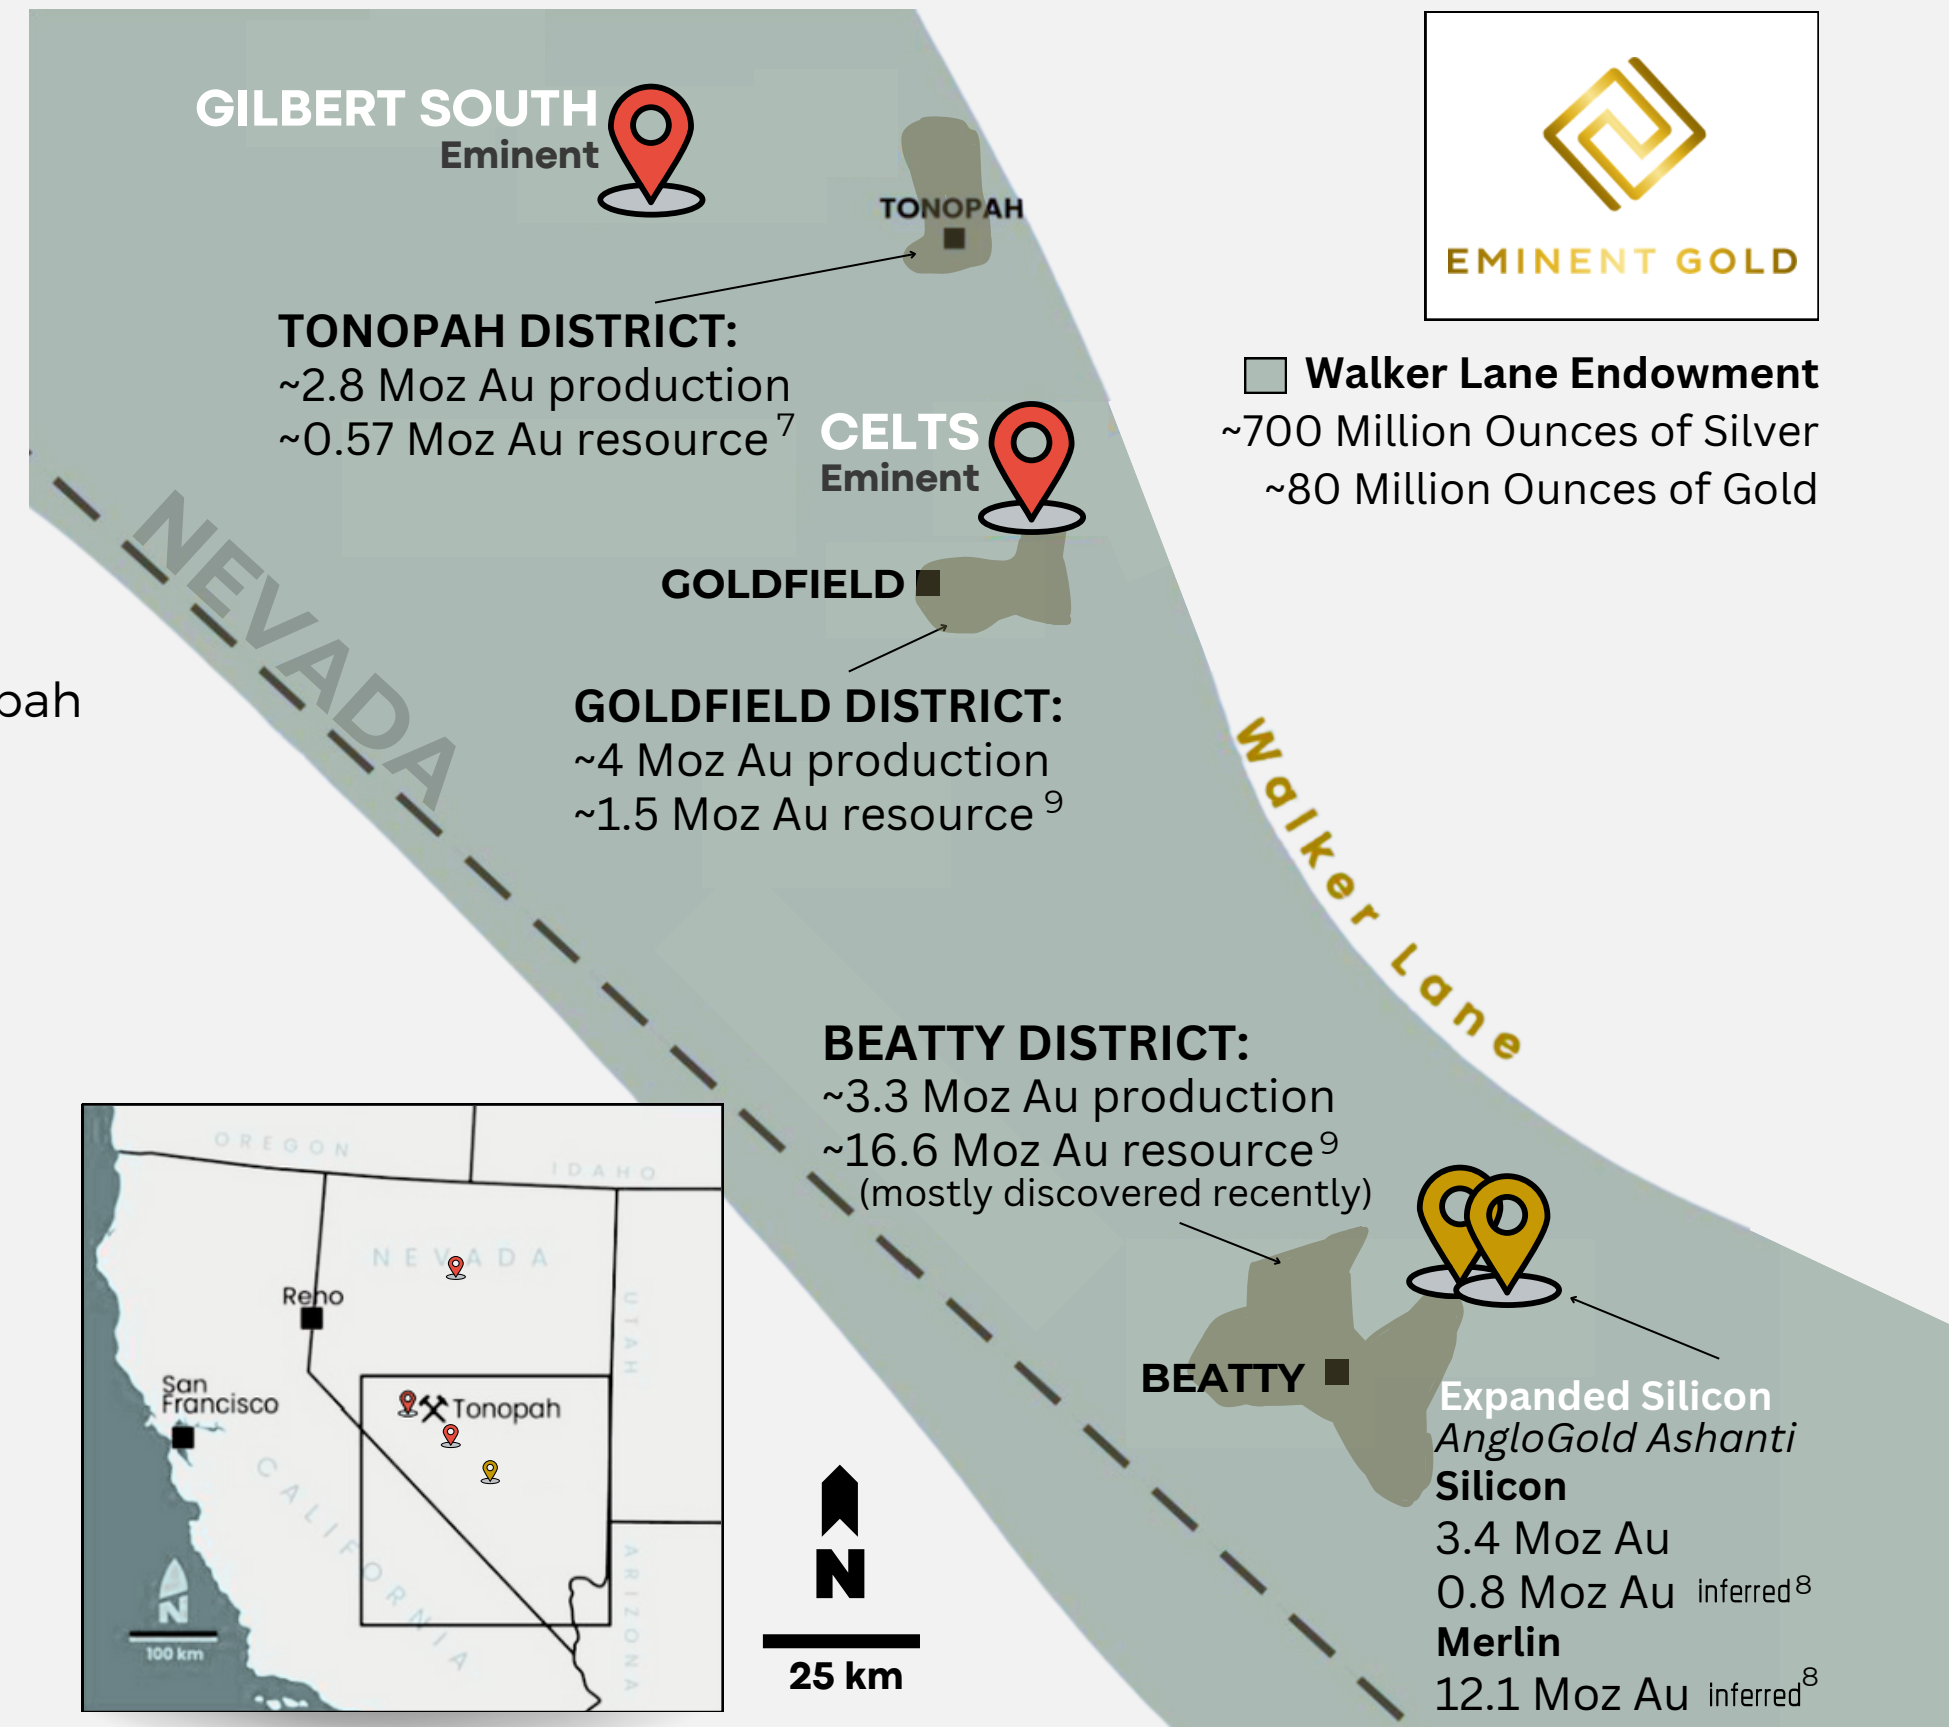 GILBERT SOUTH
Eminent
TONOPAH
EMINENT GOLD
TONOPAH DISTRICT:
~2.8 Moz Au production
~0.57 Moz Au resource 7
Walker Lane Endowment
~700 Million Ounces of Silver
~80 Million Ounces of Gold
CELTS
Eminent
NEVADA
GOLDFIELD
pah
GOLDFIELD DISTRICT:
~4 Moz Au production
~1.5 Moz Au resource 9
Walker Lane
BEATTY DISTRICT:
~3.3 Moz Au production
~16.6 Moz Au resource 9
(mostly discovered recently)
BEATTY
Expanded Silicon
AngloGold Ashanti
Silicon
3.4 Moz Au
0.8 Moz Au inferred 8
Merlin
12.1 Moz Au inferred 8
OREGON
IDAHO
NEVADA
Reno
UTAH
San
Francisco
Tonopah
CALIFORNIA
ARIZONA
N
100 km
N
25 km